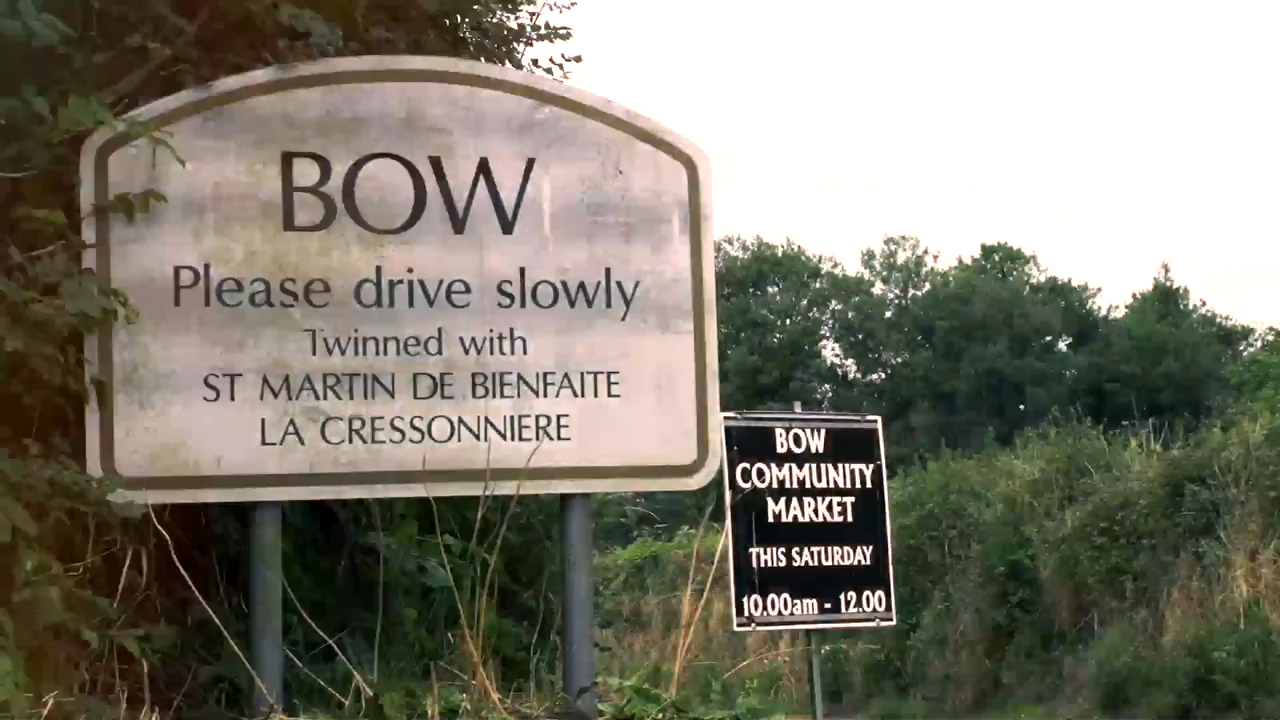 BOW
Please drive slowly
Twinned with
ST MARTIN DE BIENFAITE
LA CRESSONNIERE
BOW
COMMUNITY
MARKET
THIS SATURDAY
10.00am - 12.00